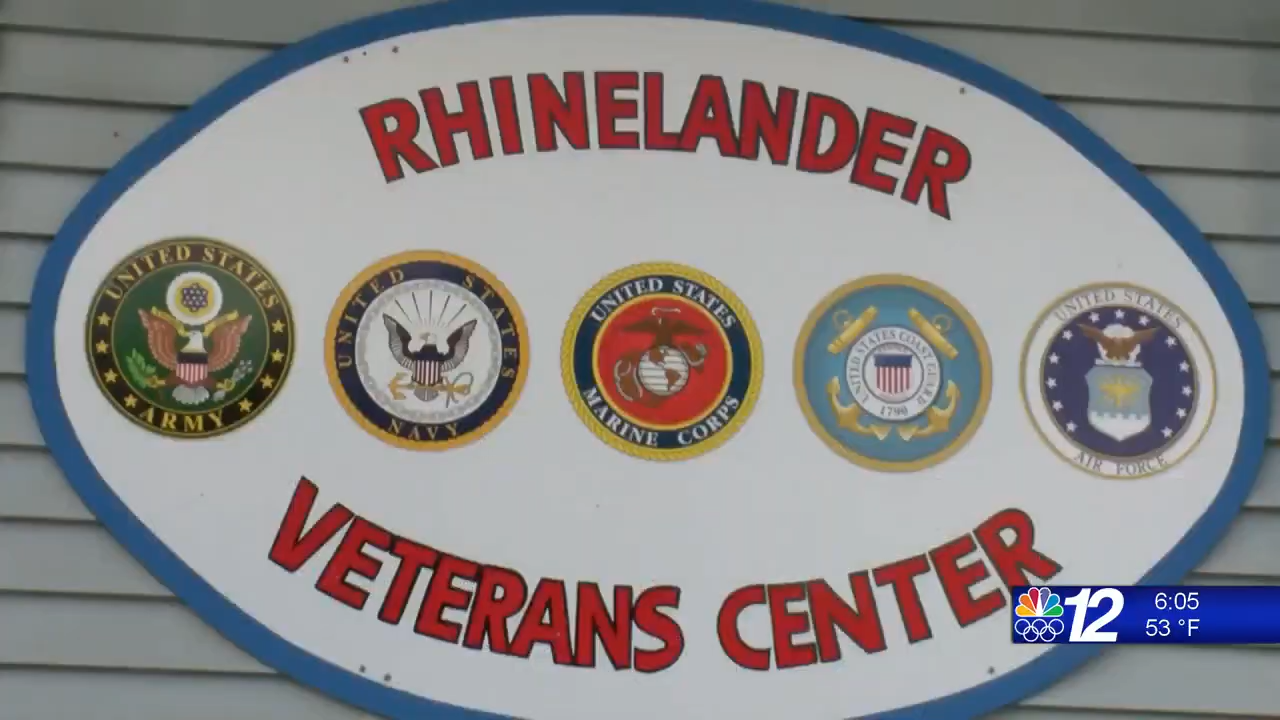 RHINELANDER
UNITED STATES
ARMY
UNITED STATES
NAVY
UNITED STATES
MARINE CORPS
UNITED STATES COAST GUARD
1790
UNITED STATES
AIR FORCE
VETERANS CENTER
12
6:05
53 °F